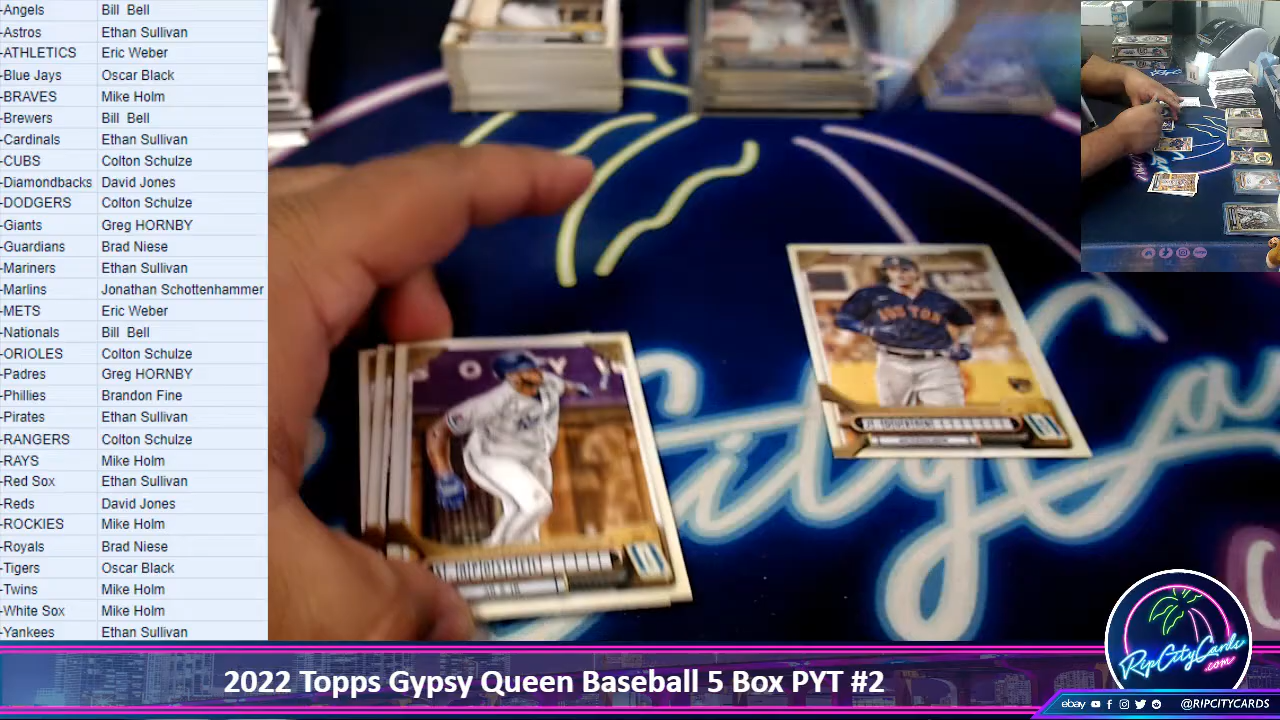 -Angels Bill Bell
-Astros Ethan Sullivan
-ATHLETICS Eric Weber
-Blue Jays Oscar Black
-BRAVES Mike Holm
-Brewers Bill Bell
-Cardinals Ethan Sullivan
-CUBS Colton Schulze
-Diamondbacks David Jones
-DODGERS Colton Schulze
-Giants Greg HORNBY
-Guardians Brad Niese
-Mariners Ethan Sullivan
-Marlins Jonathan Schottenhammer
-METS Eric Weber
-Nationals Bill Bell
-ORIOLES Colton Schulze
-Padres Greg HORNBY
-Phillies Brandon Fine
-Pirates Ethan Sullivan
-RANGERS Colton Schulze
-RAYS Mike Holm
-Red Sox Ethan Sullivan
-Reds David Jones
-ROCKIES Mike Holm
-Royals Brad Niese
-Tigers Oscar Black
-Twins Mike Holm
-White Sox Mike Holm
-Yankees Ethan Sullivan
BOSTON
City Car
RipCityCards
.com
2022 Topps Gypsy Queen Baseball 5 Box PYT #2
ebay @RIPCITYCARDS